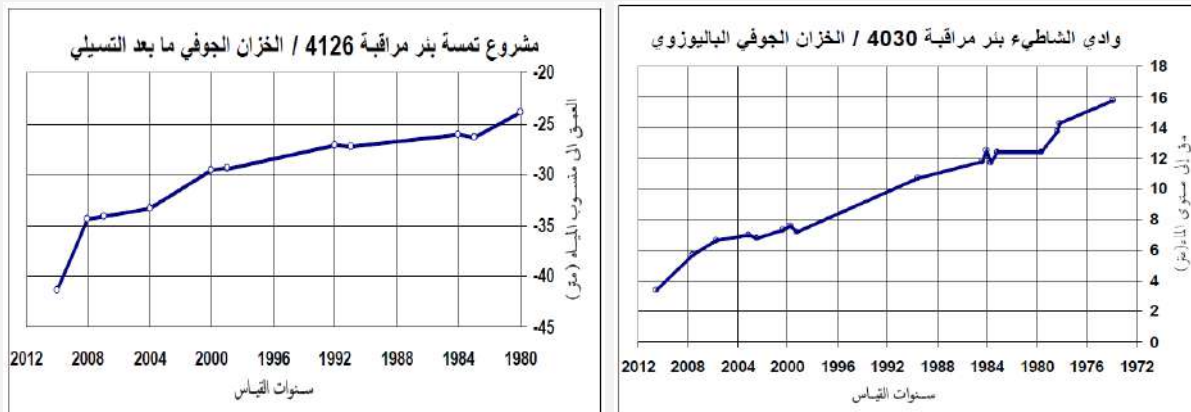 وادي الشاطيء بئر مراقبة 4030 / الخزان الجوفي الباليوزوي
18
16
14
12
10
8
6
4
2
0
2012 2008 2004 2000 1996 1992 1988 1984 1980 1976 1972
سنوات القياس
مشروع تمسة بئر مراقبة 4126 / الخزان الجوفي ما بعد التسيلي
-20
-25
-30
-35
-40
-45
العمق الى منسوب المياه (متر)
2012 2008 2004 2000 1996 1992 1988 1984 1980
سنوات القياس